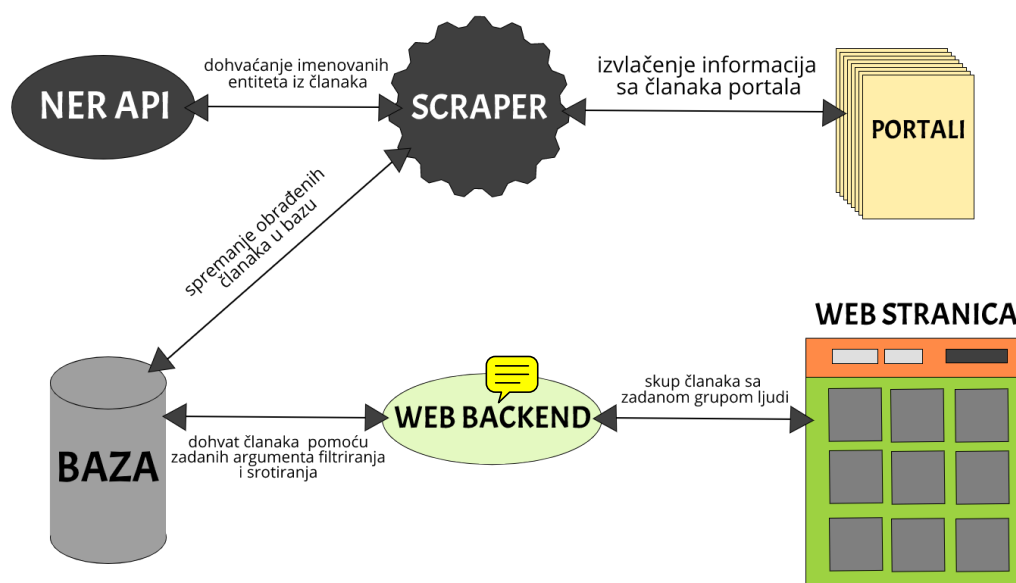 dohvaćanje imenovanih
entiteta iz članaka
NER API
SCRAPER
izvlačenje informacija
sa članaka portala
PORTALI
spremanje obrađenih
članaka u bazu
WEB STRANICA
BAZA
dohvat članaka pomoću
zadanih argumenta filtriranja
i srotiranja
WEB BACKEND
skup članaka sa
zadanom grupom ljudi